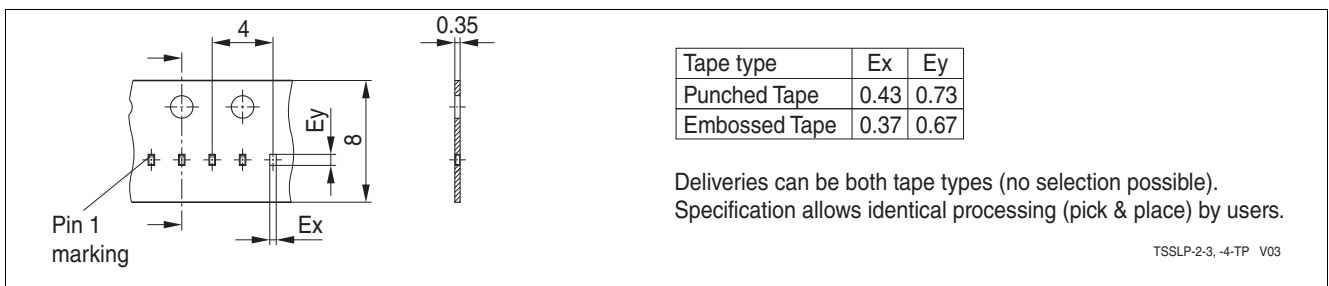 4
0.35
Ey
8
Pin 1
marking
Ex
Tape type Ex Ey
Punched Tape 0.43 0.73
Embossed Tape 0.37 0.67
Deliveries can be both tape types (no selection possible).
Specification allows identical processing (pick & place) by users.
TSSLP-2-3, -4-TP V03